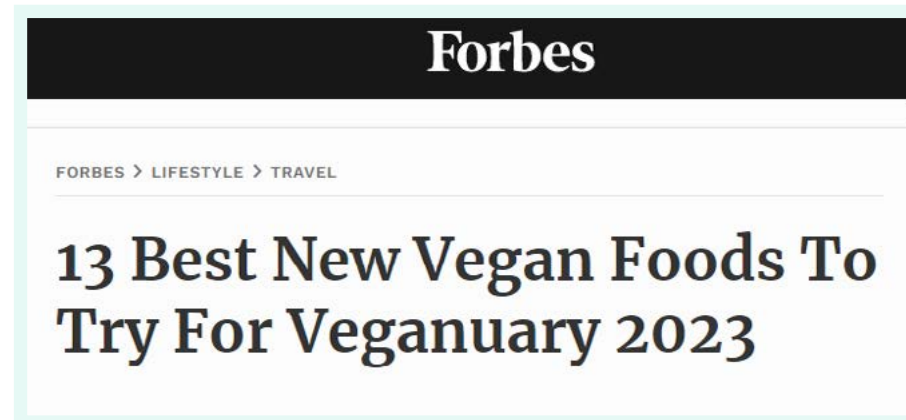 Forbes
FORBES > LIFESTYLE > TRAVEL
13 Best New Vegan Foods To
Try For Veganuary 2023